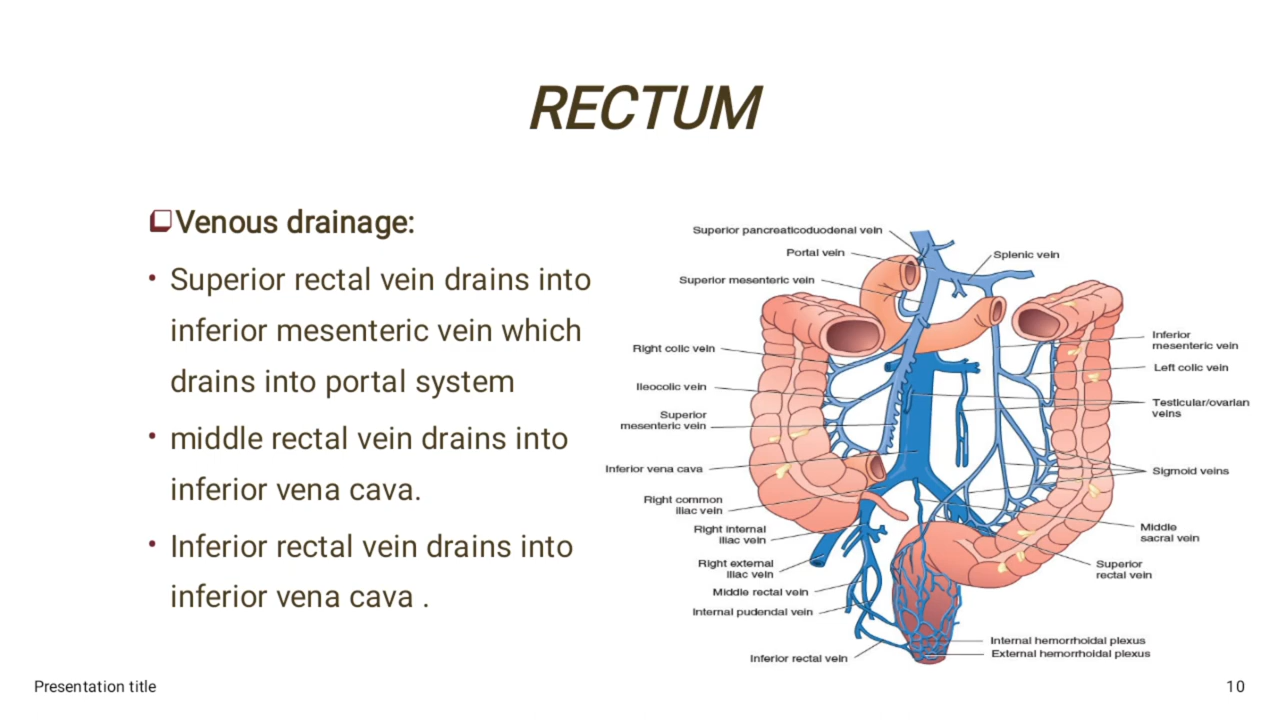 RECTUM
Venous drainage:
• Superior rectal vein drains into
inferior mesenteric vein which
drains into portal system
• middle rectal vein drains into
inferior vena cava.
• Inferior rectal vein drains into
inferior vena cava .
Superior pancreaticoduodenal vein
Portal vein
Splenic vein
Superior mesenteric vein
Right colic vein
Ileocolic vein
Superior
mesenteric vein
Inferior vena cava
Right common
iliac vein
Right internal
iliac vein
Right external
iliac vein
Middle rectal vein
Internal pudendal vein
Inferior rectal vein
Inferior
mesenteric vein
Left colic vein
Testicular/ovarian
veins
Sigmoid veins
Middle
sacral vein
Superior
rectal vein
Internal hemorrhoidal plexus
External hemorrhoidal plexus
Presentation title
10